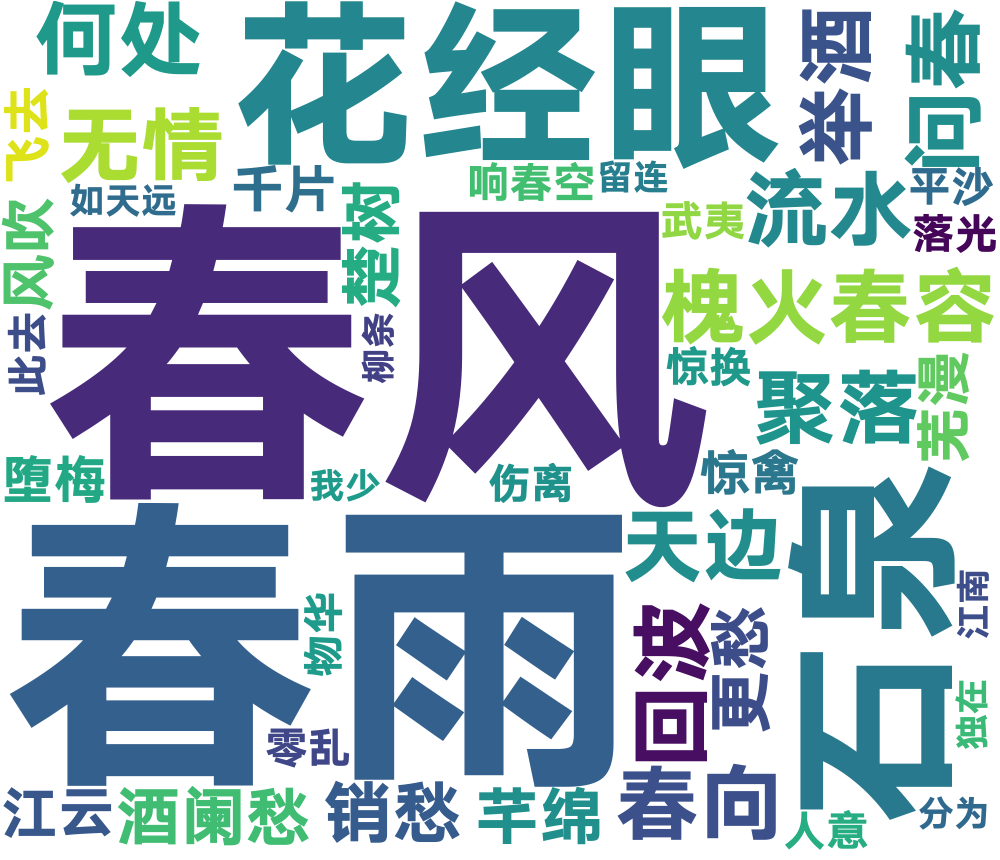 何处
花经眼
举酒
问春
飞去
无情
如天远
千片
响春空
留连
流水
平沙
武夷
落光
风吹
楚树
春风
槐火春容
此去
柳条
惊换
聚落
芜漫
堕梅
我少
伤离
惊禽
春雨
天边
石泉
物华
回波
更愁
江南
独在
零乱
江云
酒阑愁
销愁
芊绵
春向
人意
分为